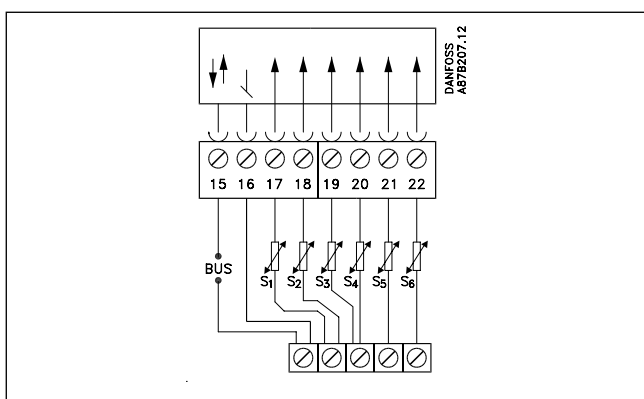 DANFOSS
A87B207.12
15 16 17 18 19 20 21 22
BUS
S1 S2 S3 S4 S5 S6